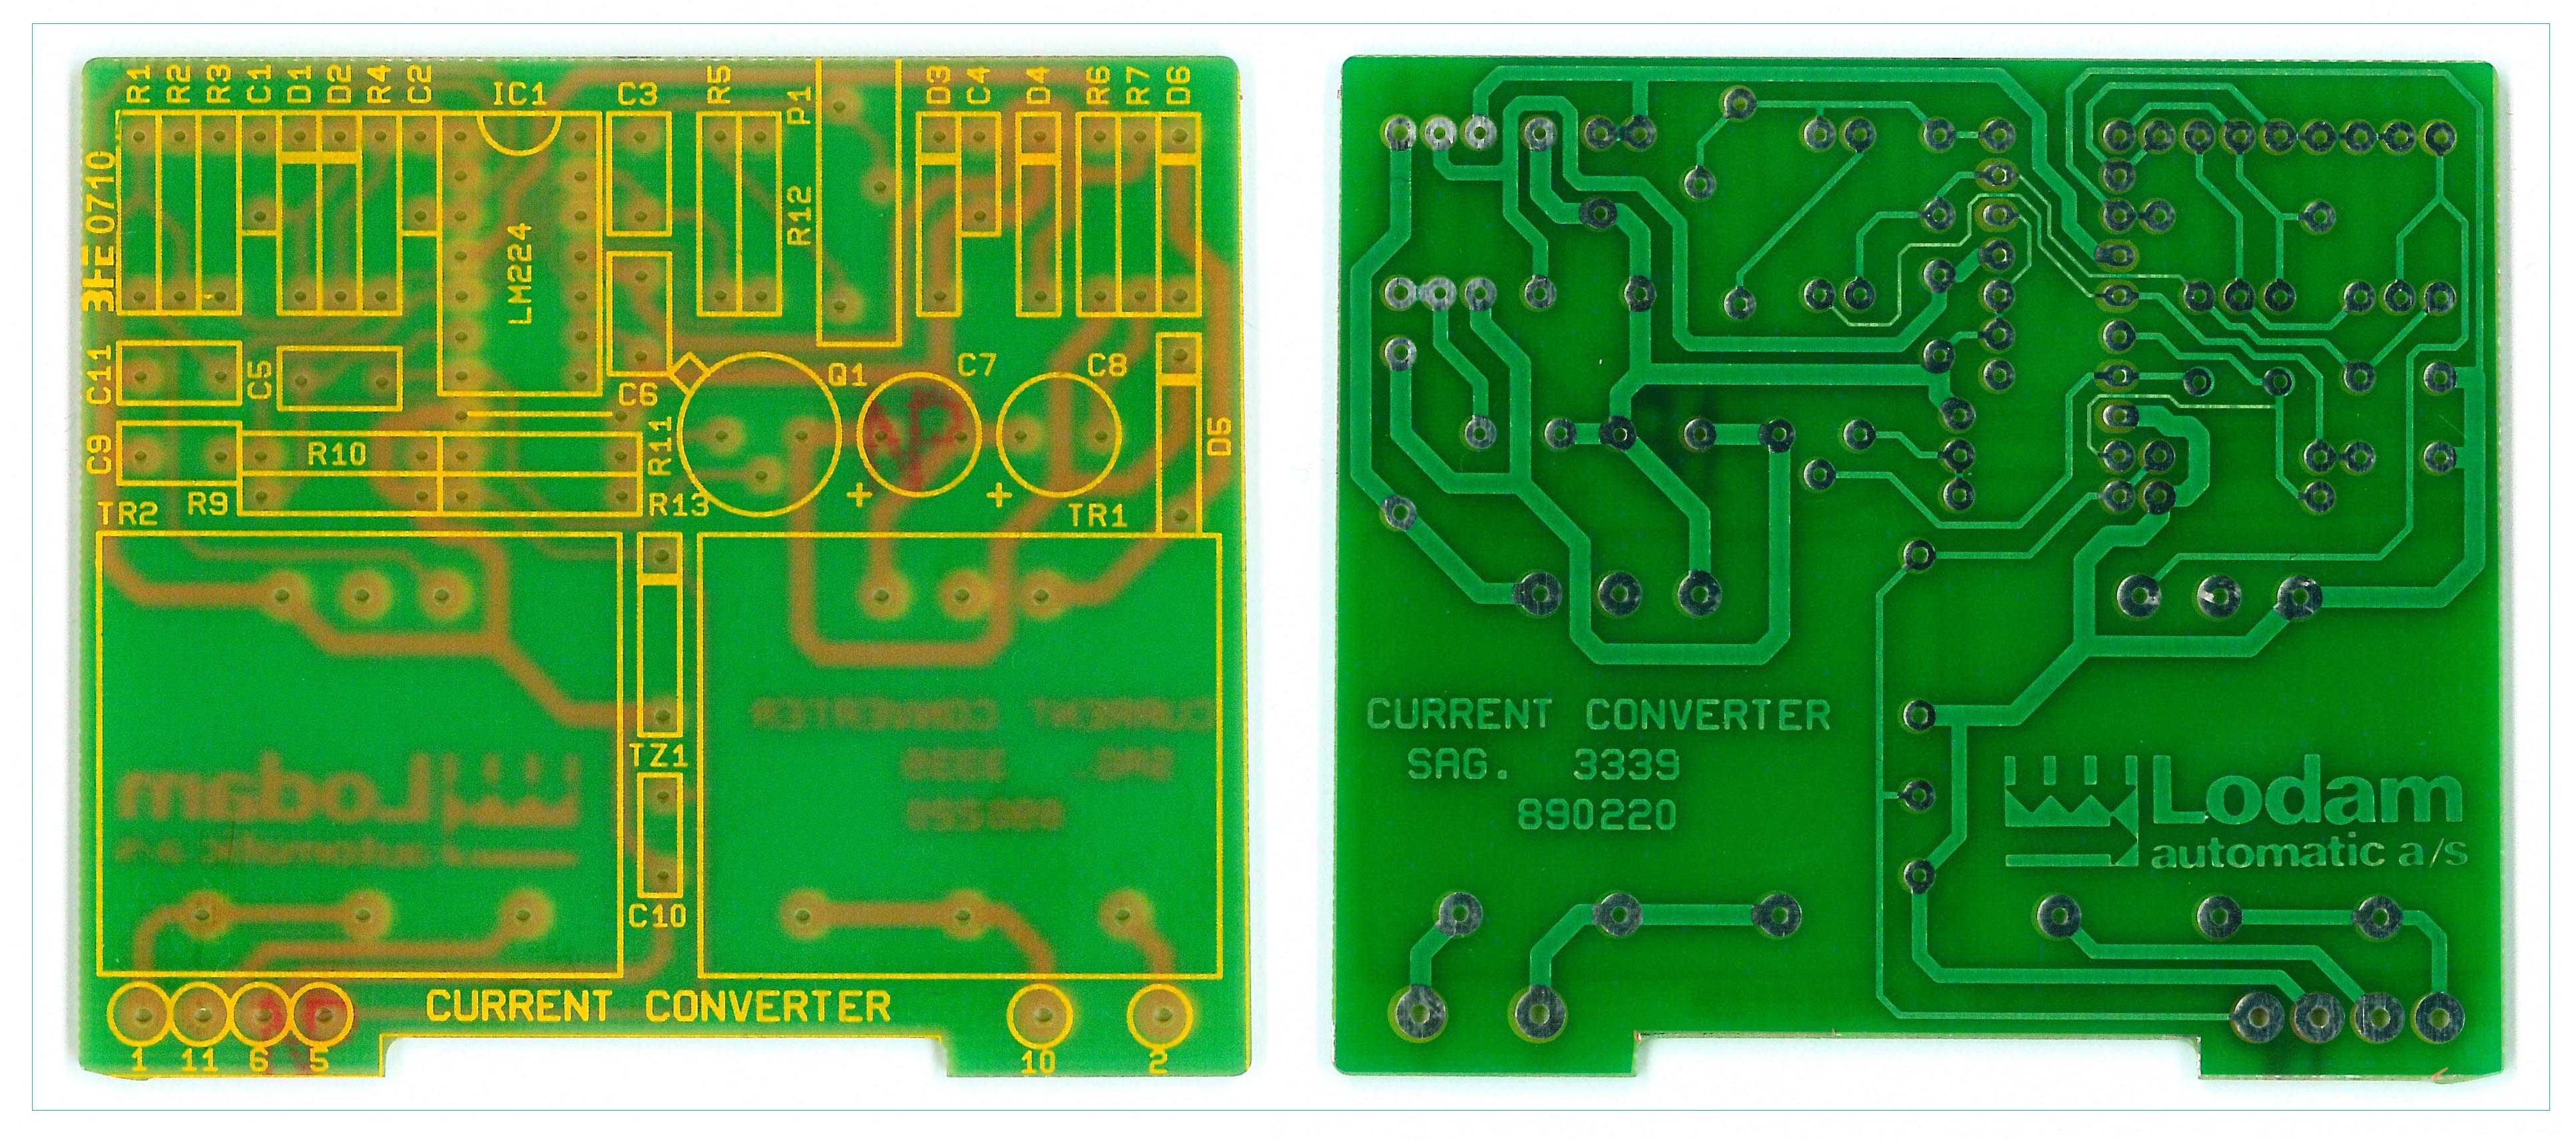 R1 R2 R3 C1 D1 D2 R4 C2 IC1 C3 R5 P1 D3 C4 D4 R6 R7 D6
0710
LM224
R12
C11 C5 C6 Q1 C7 C8
C9 R10 R11 D5
TR2 R9 R13 + + TR1
TZ1
C10
CURRENT CONVERTER
1 11 6 5 10 2
CURRENT CONVERTER
SAG. 3339
890220
Lodam
automatic a/s